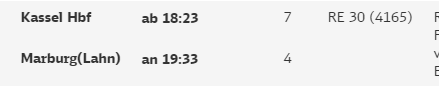 Kassel Hbf ab 18:23 7 RE 30 (4165)
Marburg(Lahn) an 19:33 4